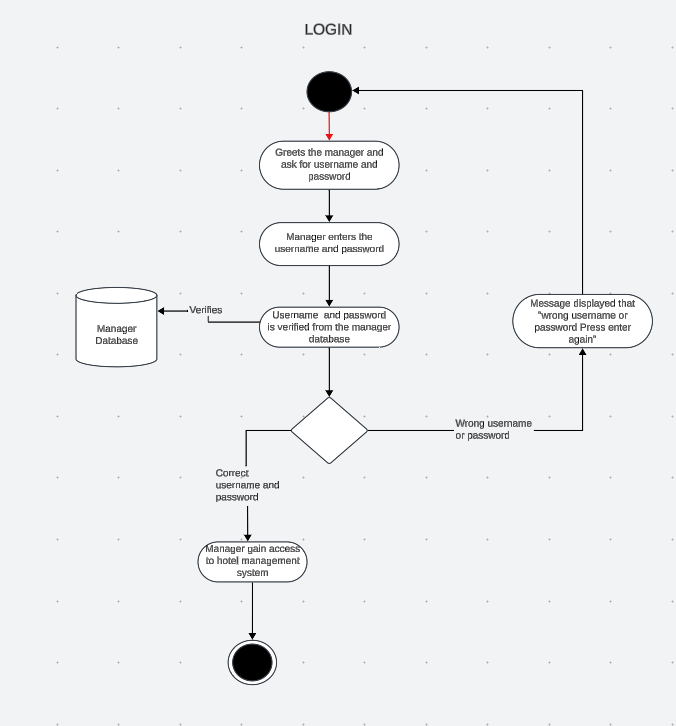 LOGIN
Greets the manager and
ask for username and
password
Manager enters the
username and password
Username and password
is verified from the manager
database
Verifies
Manager
Database
Message displayed that
"wrong username or
password Press enter
again"
Wrong username
or password
Correct
username and
password
Manager gain access
to hotel management
system